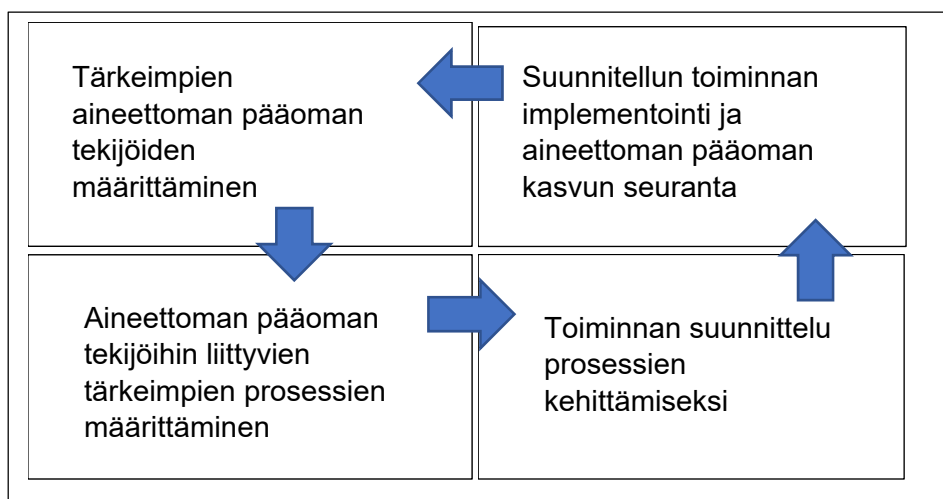 Tärkeimpien
aineettoman pääoman
tekijöiden
määrittäminen
Suunnitellun toiminnan
implementointi ja
aineettoman pääoman
kasvun seuranta
Aineettoman pääoman
tekijöihin liittyvien
tärkeimpien prosessien
määrittäminen
Toiminnan suunnittelu
prosessien
kehittämiseksi